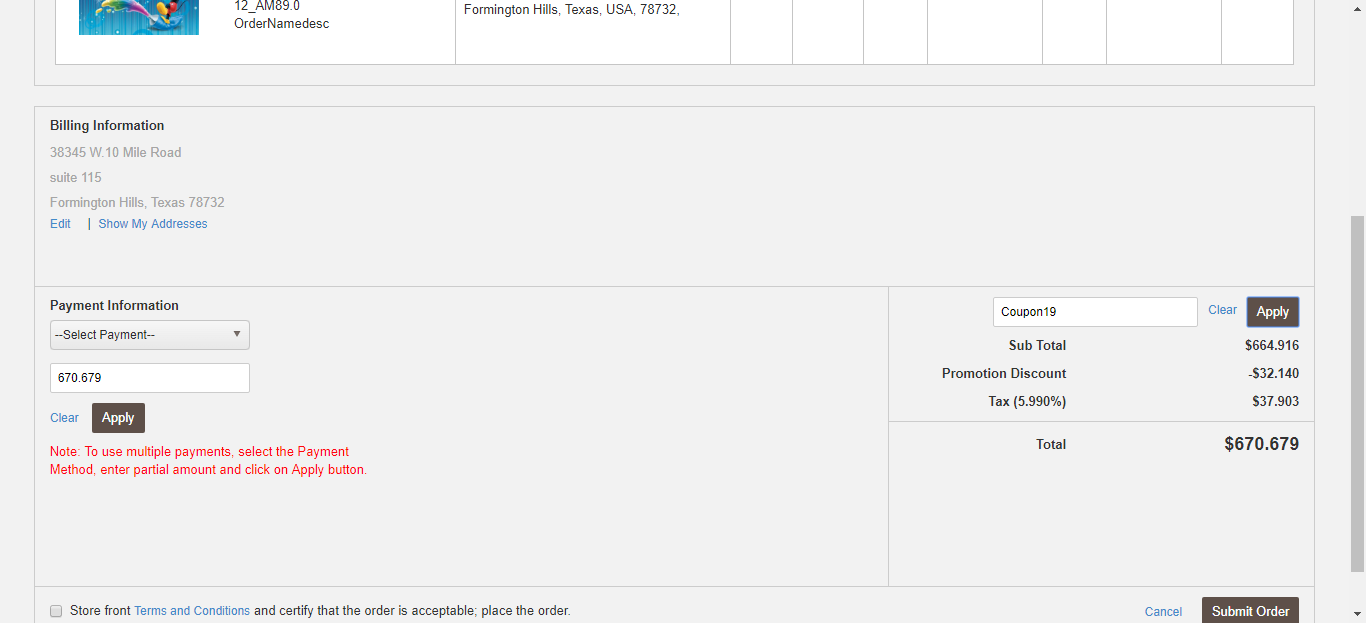 12_AM89.0
OrderNamedesc
Formington Hills, Texas, USA, 78732,
Billing Information
38345 W.10 Mile Road
suite 115
Formington Hills, Texas 78732
Edit | Show My Addresses
Payment Information
--Select Payment--
670.679
Clear Apply
Note: To use multiple payments, select the Payment
Method, enter partial amount and click on Apply button.
Coupon19 Clear Apply
Sub Total $664.916
Promotion Discount -$32.140
Tax (5.990%) $37.903
Total $670.679
Store front Terms and Conditions and certify that the order is acceptable; place the order.
Cancel Submit Order